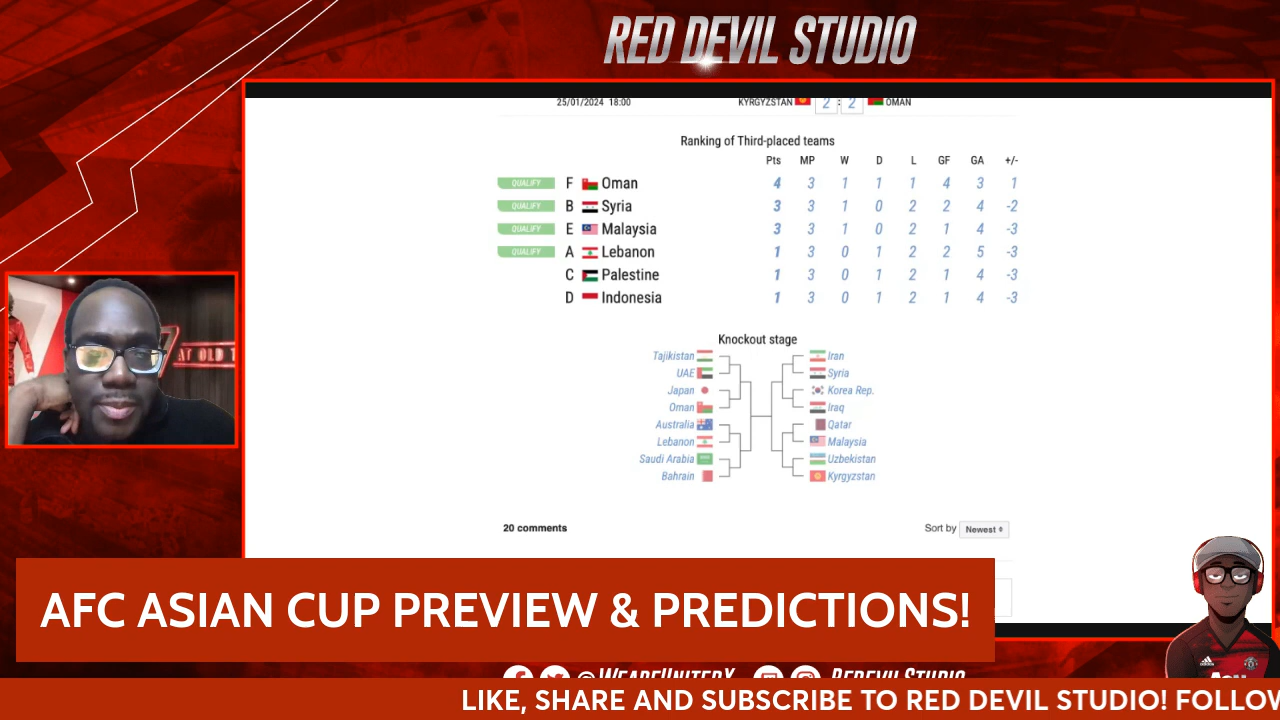 RED DEVIL STUDIO
25/01/2024 18:00 KYRGYZSTAN 2 : 2 OMAN
Ranking of Third-placed teams
Pts MP W D L GF GA +/-
QUALIFY F Oman 4 3 1 1 1 4 3 1
QUALIFY B Syria 3 3 1 0 2 2 4 -2
QUALIFY E Malaysia 3 3 1 0 2 1 4 -3
QUALIFY A Lebanon 1 3 0 1 2 2 5 -3
C Palestine 1 3 0 1 2 1 4 -3
D Indonesia 1 3 0 1 2 1 4 -3
Knockout stage
Tajikistan Iran
UAE Syria
Japan Korea Rep.
Oman Iraq
Australia Qatar
Lebanon Malaysia
Saudi Arabia Uzbekistan
Bahrain Kyrgyzstan
AT OLD T
20 comments Sort by Newest
AFC ASIAN CUP PREVIEW & PREDICTIONS!
LIKE, SHARE AND SUBSCRIBE TO RED DEVIL STUDIO! FOLLOW